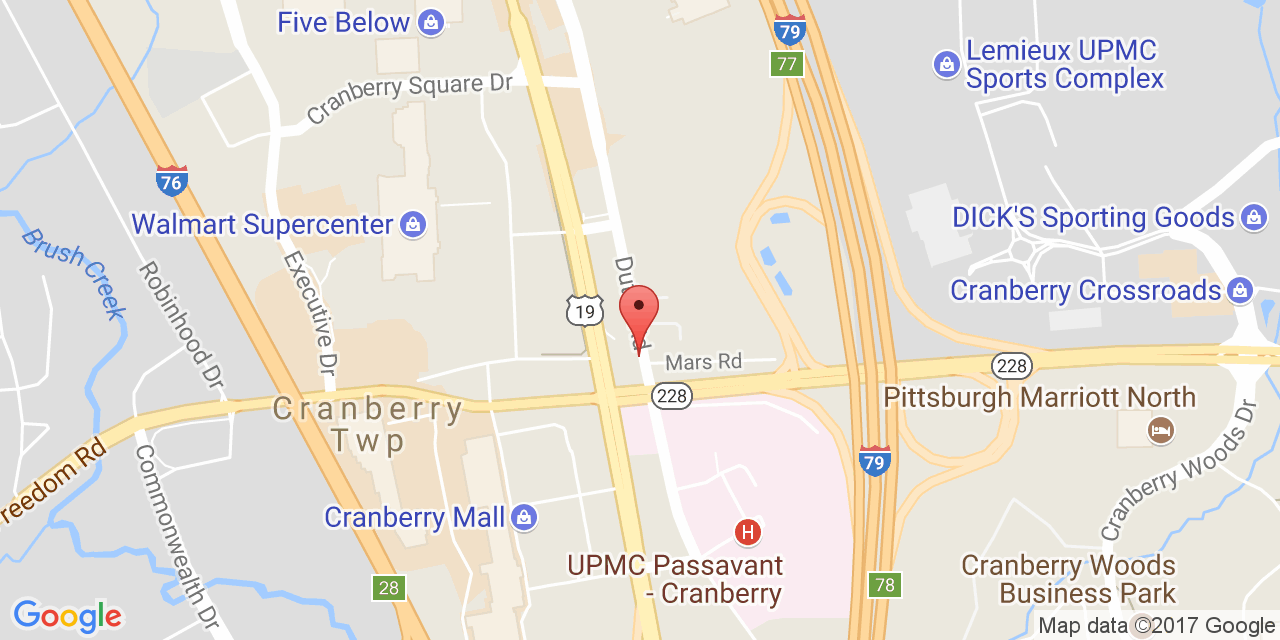 Five Below
79
77
Lemieux UPMC
Sports Complex
Cranberry Square Dr
76
Walmart Supercenter
DICK'S Sporting Goods
Brush Creek
Robinhood Dr
Executive Dr
19
Cranberry Crossroads
Mars Rd
228
228
Pittsburgh Marriott North
Cranberry
Twp
Freedom Rd
Commonwealth Dr
79
Cranberry Woods Dr
Cranberry Mall
H
UPMC Passavant
- Cranberry
Cranberry Woods
Business Park
28
78
Google
Map data ©2017 Google